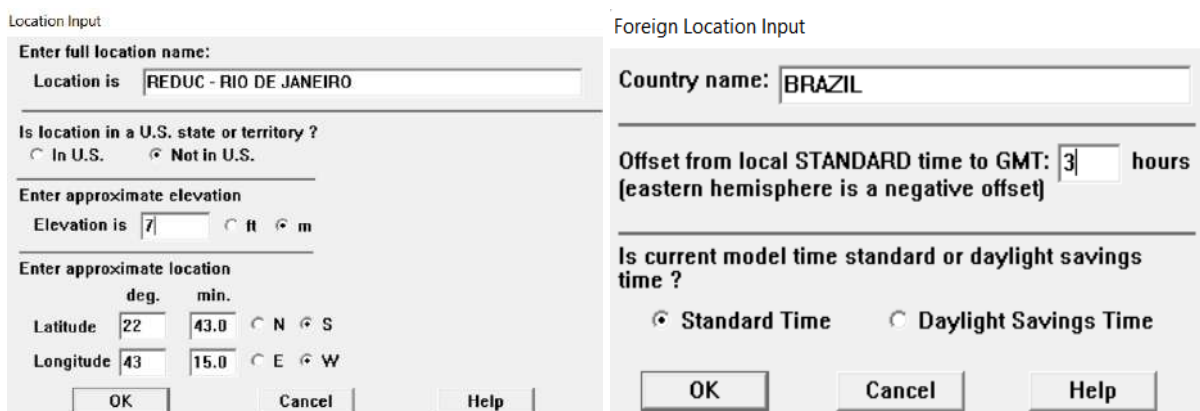 Location Input
Enter full location name:
Location is REDUC - RIO DE JANEIRO
Is location in a U.S. state or territory ?
In U.S. Not in U.S.
Enter approximate elevation
Elevation is 7 ft m
Enter approximate location
deg. min.
Latitude 22 43.0 N S
Longitude 43 15.0 E W
OK Cancel Help
Foreign Location Input
Country name: BRAZIL
Offset from local STANDARD time to GMT: 3 hours
(eastern hemisphere is a negative offset)
Is current model time standard or daylight savings
time ?
Standard Time Daylight Savings Time
OK Cancel Help